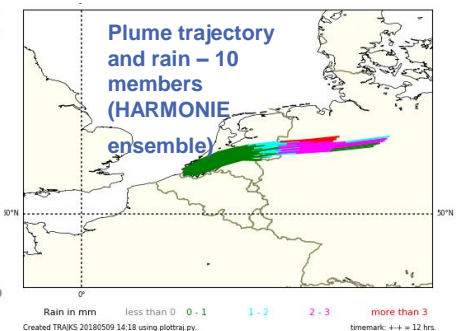 Plume trajectory
and rain – 10
members
(HARMONIE
ensemble)
50°N
0°
Rain in mm less than 0 0 - 1 1 - 2 2 - 3 more than 3
Created TRAJKS 20180509 14:18 using plottraj.py. timemark: +-+ = 12 hrs.